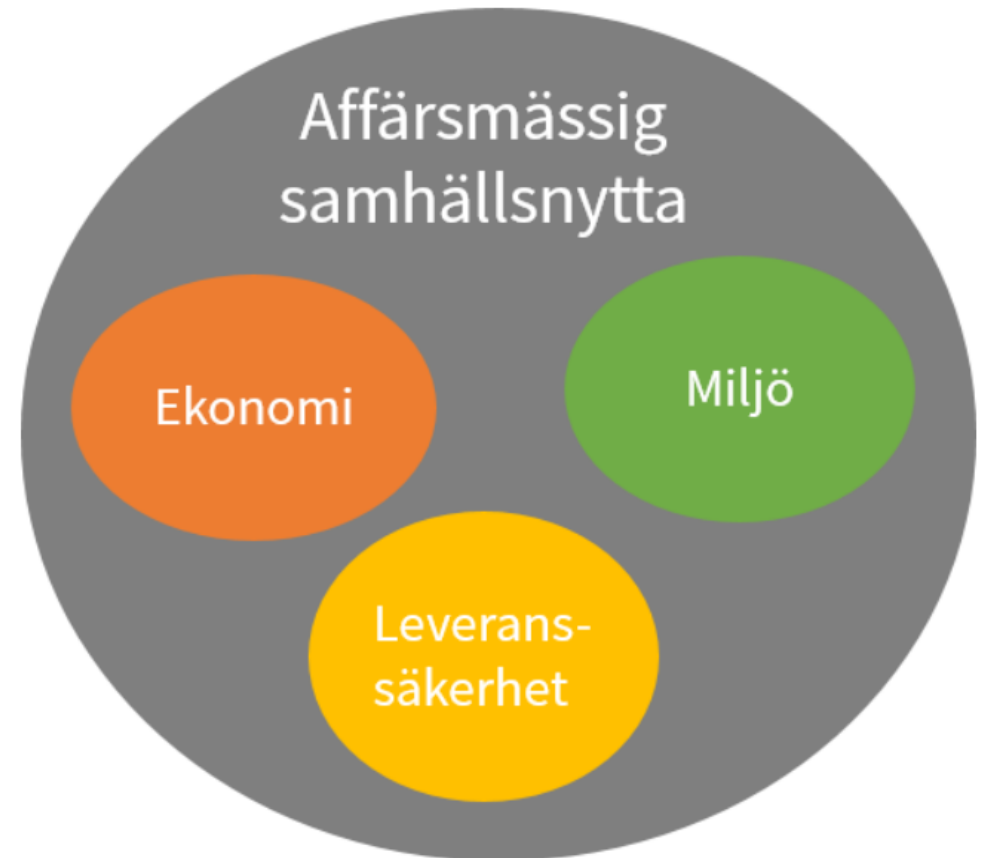 Affärsmässig
samhällsnytta
Ekonomi
Miljö
Leverans-
säkerhet